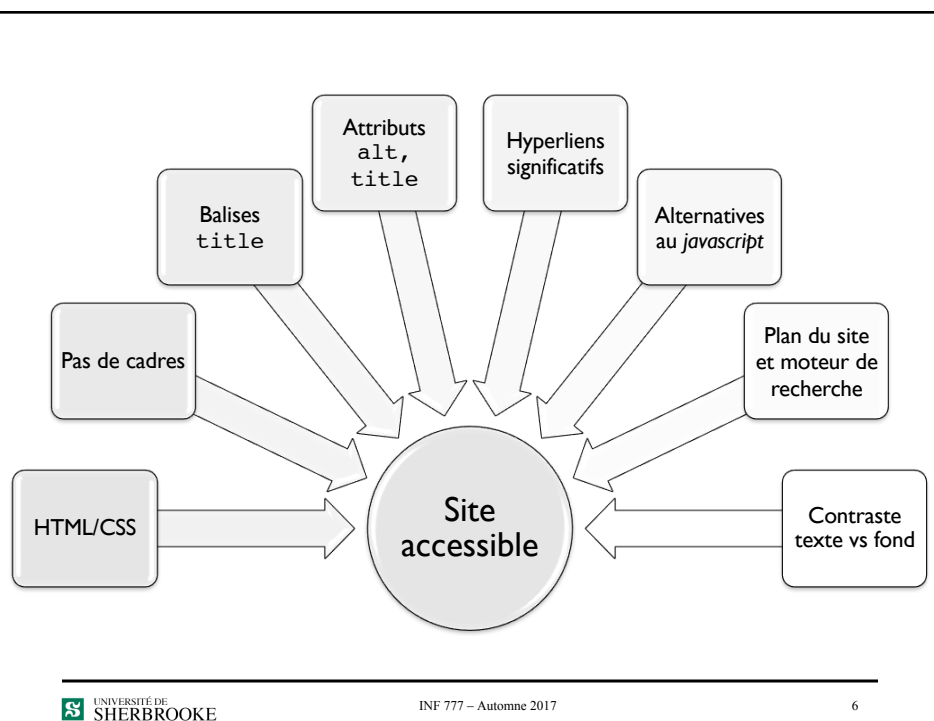 Attributs
alt,
title
Hyperliens
significatifs
Balises
title
Alternatives
au javascript
Pas de cadres
Plan du site
et moteur de
recherche
HTML/CSS
Site
accessible
Contraste
texte vs fond
UNIVERSITÉ DE
SHERBROOKE
INF 777 – Automne 2017
6